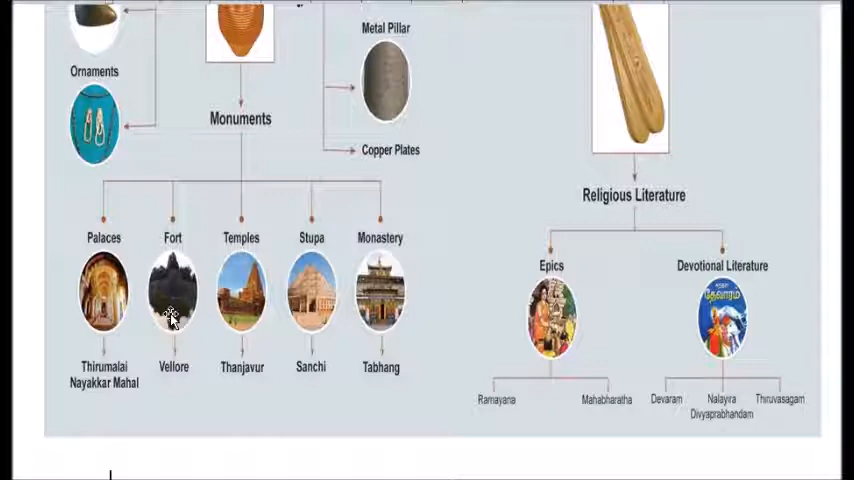 Metal Pillar
Ornaments
Monuments
Copper Plates
Religious Literature
Palaces
Fort
Temples
Stupa
Monastery
Epics
Devotional Literature
தேவாரம்
Thirumalai
Nayakkar Mahal
Vellore
Thanjavur
Sanchi
Tabhang
Ramayana
Mahabharatha
Devaram
Nalayira
Divyaprabhandam
Thiruvasagam